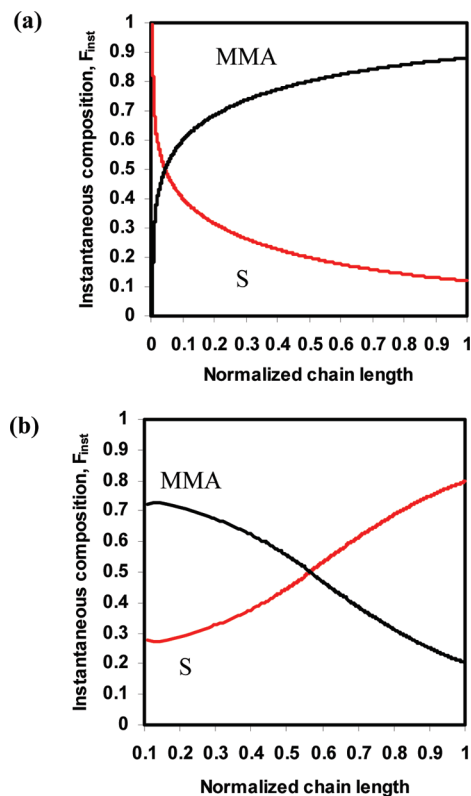 (a)
Instantaneous composition, Finst
1
0.9
0.8
0.7
0.6
0.5
0.4
0.3
0.2
0.1
0
MMA
S
0 0.1 0.2 0.3 0.4 0.5 0.6 0.7 0.8 0.9 1
Normalized chain length
(b)
Instantaneous composition, Finst
1
0.9
0.8
0.7
0.6
0.5
0.4
0.3
0.2
0.1
0
MMA
S
0.1 0.2 0.3 0.4 0.5 0.6 0.7 0.8 0.9 1
Normalized chain length